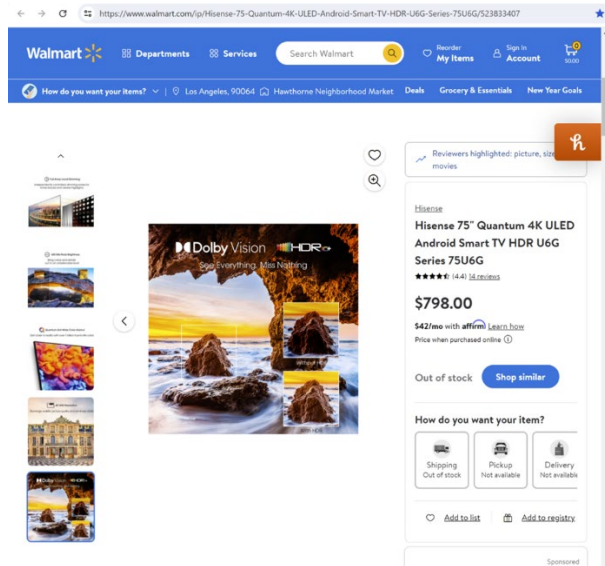 https://www.walmart.com/ip/Hisense-75-Quantum-4K-ULED-Android-Smart-TV-HDR-U6G-Series-75U6G/523833407
Walmart
Departments
Services
Search Walmart
Reorder
My Items
Sign In
Account
0
$0.00
How do you want your items?
Los Angeles, 90064
Hawthorne Neighborhood Market
Deals
Grocery & Essentials
New Year Goals
h
Reviewers highlighted: picture, size
movies
Hisense
Hisense 75" Quantum 4K ULED
Android Smart TV HDR U6G
Series 75U6G
(4.4) 14 reviews
$798.00
$42/mo with affirm Learn how
Price when purchased online
Out of stock
Shop similar
How do you want your item?
Shipping
Out of stock
Pickup
Not available
Delivery
Not available
Add to list
Add to registry
Sponsored
Dolby Vision HDR
See Everything, Miss Nothing
Without HDR
With HDR